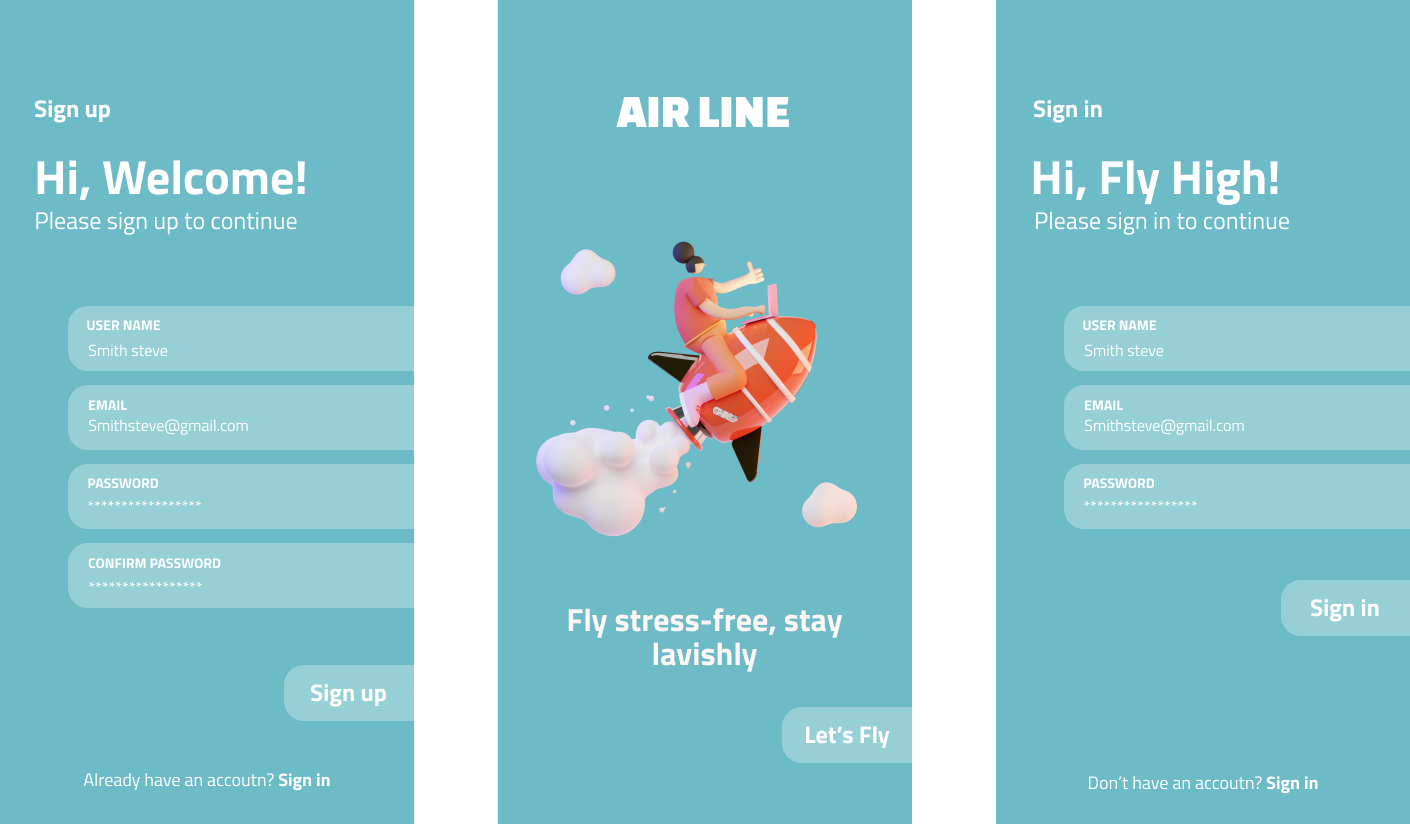 Sign up
Hi, Welcome!
Please sign up to continue
USER NAME
Smith steve
EMAIL
Smithsteve@gmail.com
PASSWORD
*****************
CONFIRM PASSWORD
*****************
Sign up
Already have an accoutn? Sign in
AIR LINE
Fly stress-free, stay
lavishly
Let's Fly
Sign in
Hi, Fly High!
Please sign in to continue
USER NAME
Smith steve
EMAIL
Smithsteve@gmail.com
PASSWORD
*****************
Sign in
Don't have an accoutn? Sign in